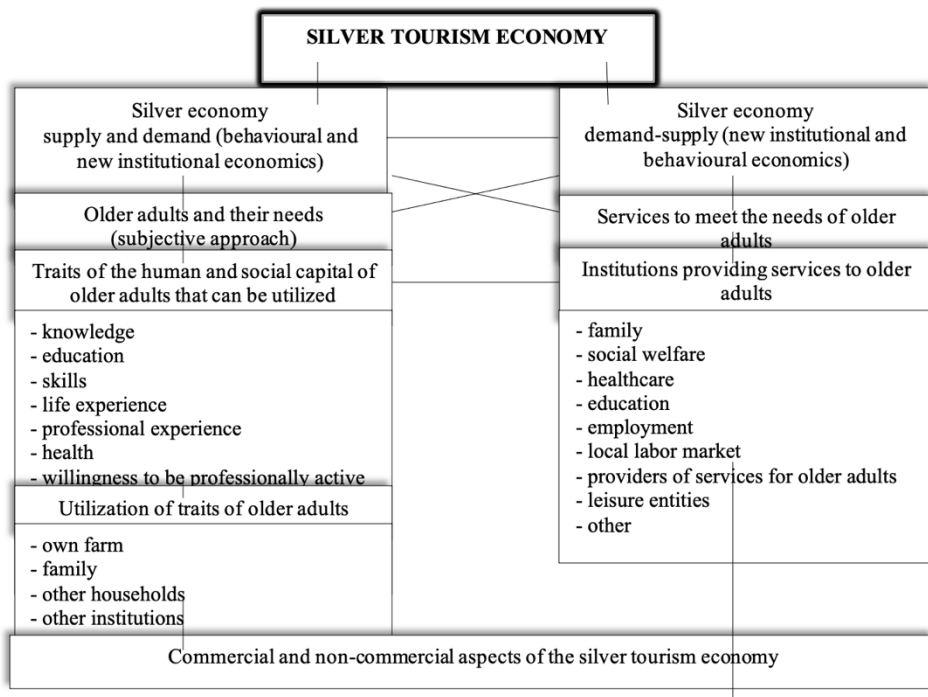 SILVER TOURISM ECONOMY
Silver economy
supply and demand (behavioural and
new institutional economics)
Older adults and their needs
(subjective approach)
Traits of the human and social capital of
older adults that can be utilized
- knowledge
- education
- skills
- life experience
- professional experience
- health
- willingness to be professionally active
Utilization of traits of older adults
- own farm
- family
- other households
- other institutions
Silver economy
demand-supply (new institutional and
behavioural economics)
Services to meet the needs of older
adults
Institutions providing services to older
adults
- family
- social welfare
- healthcare
- education
- employment
- local labor market
- providers of services for older adults
- leisure entities
- other
Commercial and non-commercial aspects of the silver tourism economy